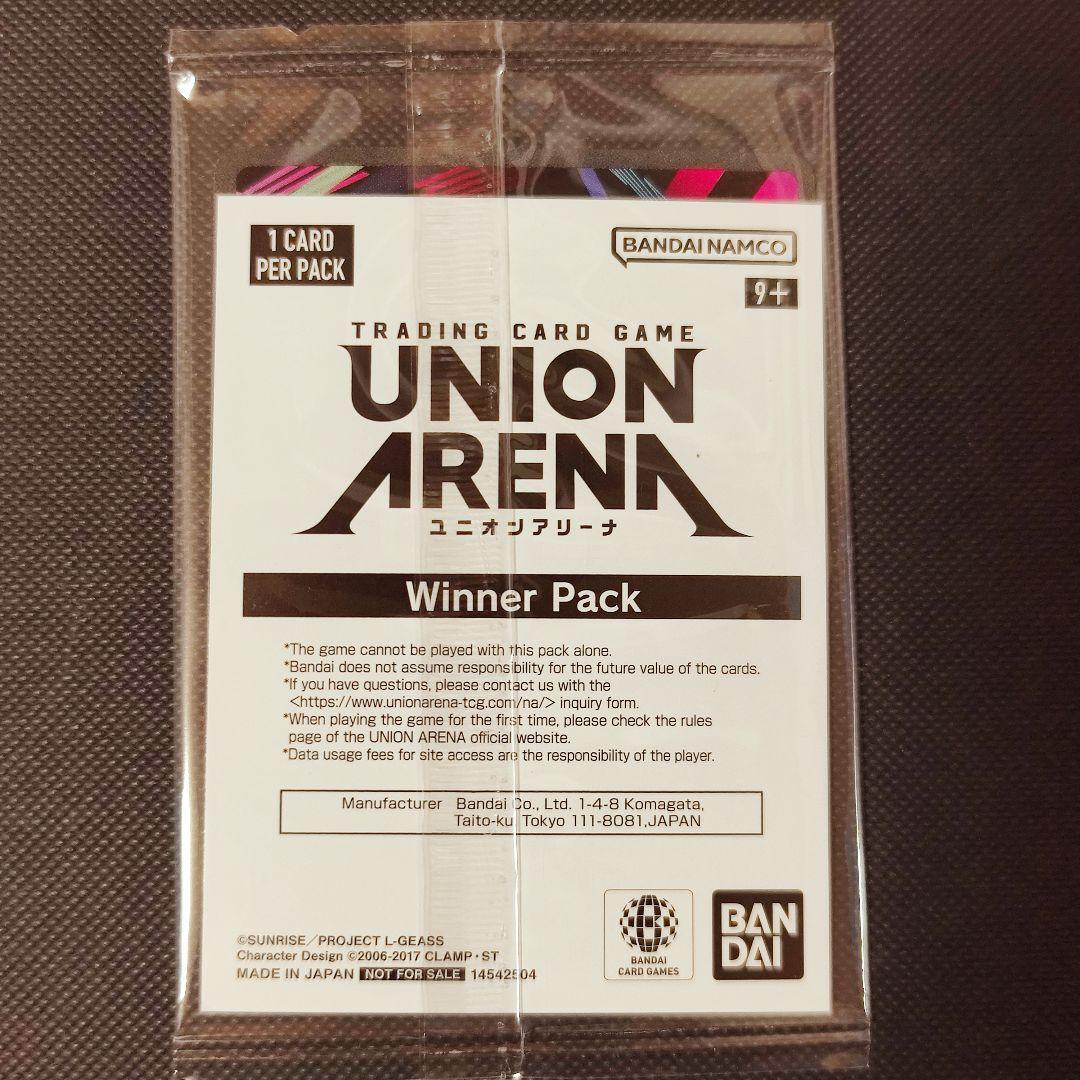 1 CARD
PER PACK
BANDAI NAMCO
9+
TRADING CARD GAME
UNION
ARENA
ユニオンアリーナ
Winner Pack
*The game cannot be played with this pack alone.
*Bandai does not assume responsibility for the future value of the cards.
*If you have questions, please contact us with the
<https://www.unionarena-tcg.com/na/> inquiry form.
*When playing the game for the first time, please check the rules
page of the UNION ARENA official website.
*Data usage fees for site access are the responsibility of the player.
Manufacturer Bandai Co., Ltd. 1-4-8 Komagata,
Taito-ku, Tokyo 111-8081,JAPAN
©SUNRISE/PROJECT L-GEASS
Character Design ©2006-2017 CLAMP・ST
MADE IN JAPAN NOT FOR SALE 14542504
BANDAI
CARD GAMES
BAN
DAI